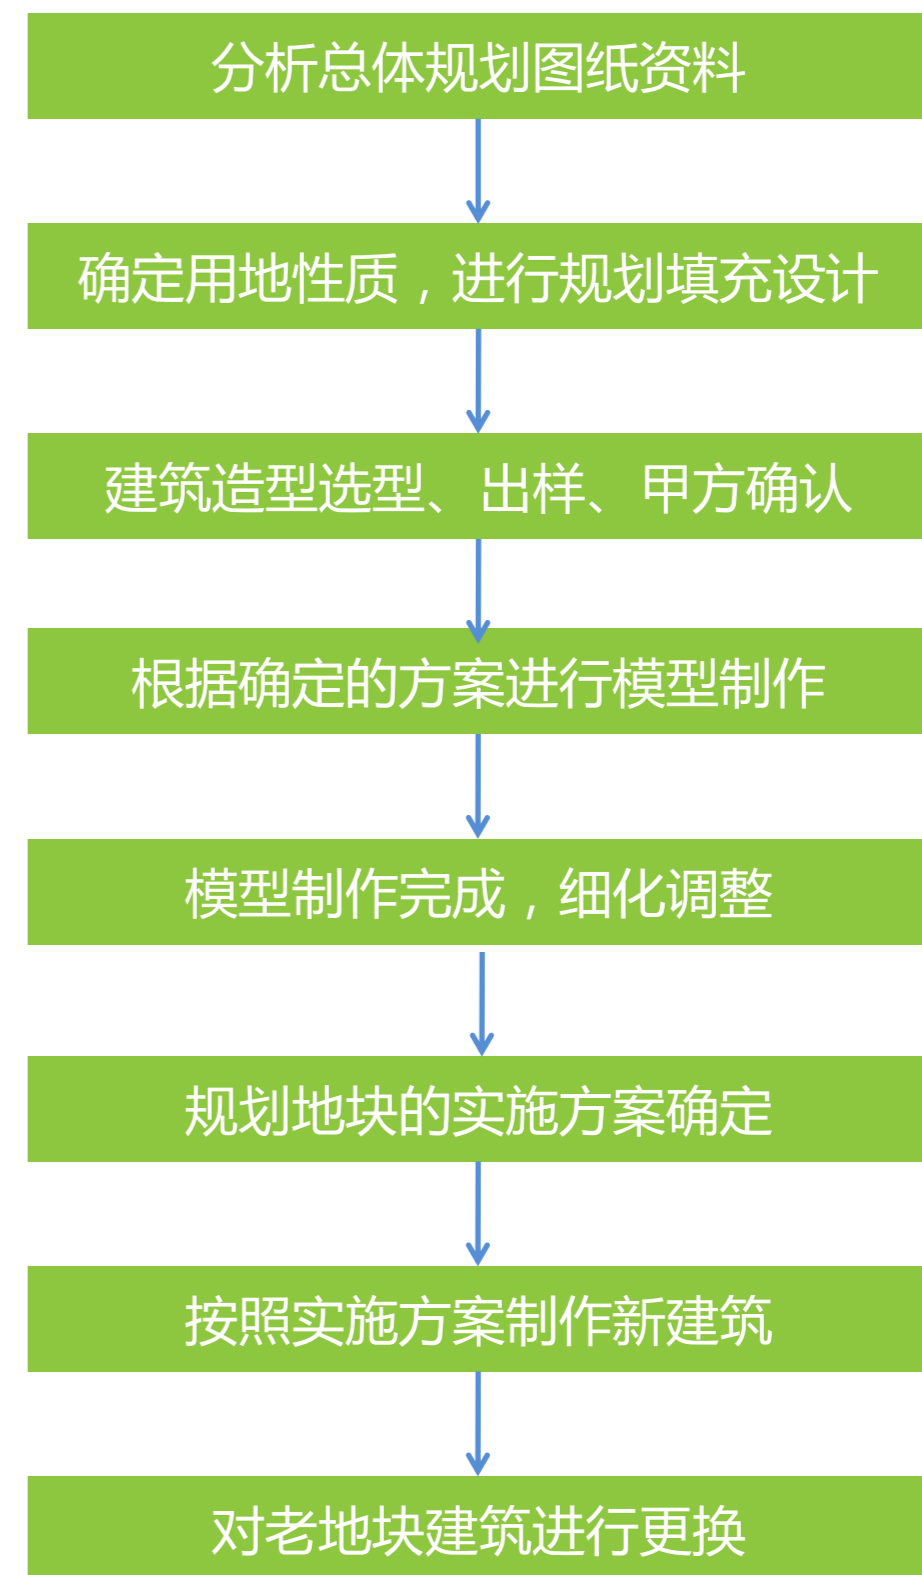 分析总体规划图纸资料
确定用地性质，进行规划填充设计
建筑造型选型、出样、甲方确认
根据确定的方案进行模型制作
模型制作完成，细化调整
规划地块的实施方案确定
按照实施方案制作新建筑
对老地块建筑进行更换